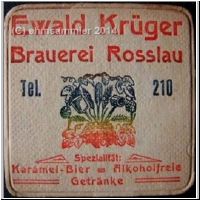 Ewald Krüger
Brauerei Rosslau
Tel. 210
Spezialität:
Karamel-Bier — Alkoholfreie
Getränke